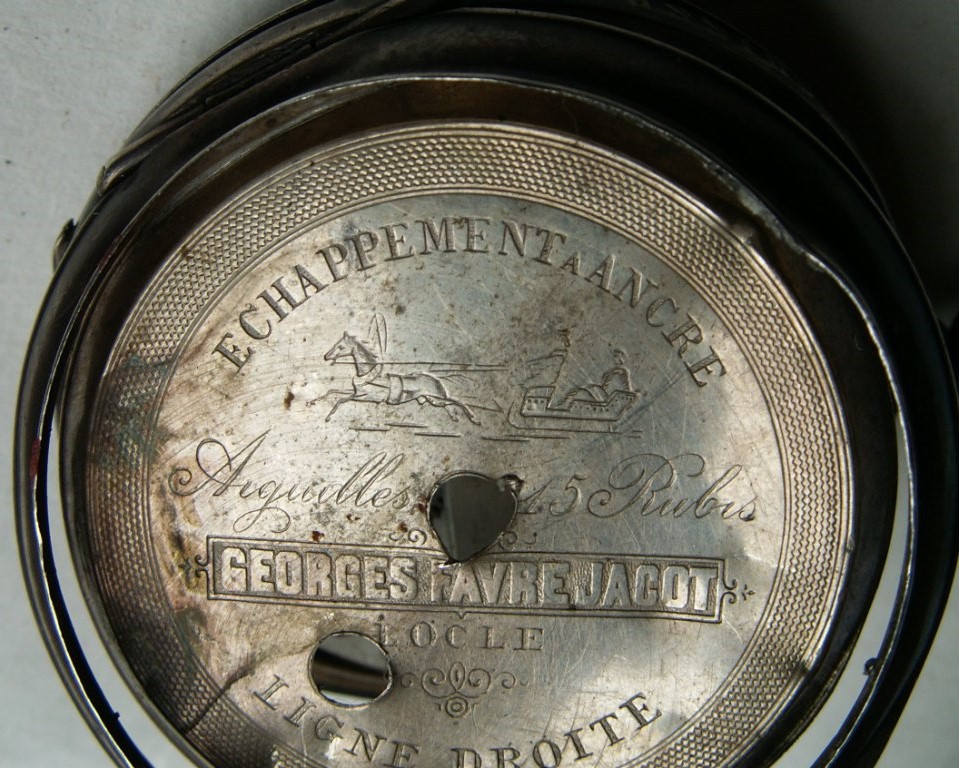 ECHAPPEMENT A ANCRE
Aiguilles 15 Rubis
GEORGES FAVRE JACOT
LOCLE
LIGNE DROITE